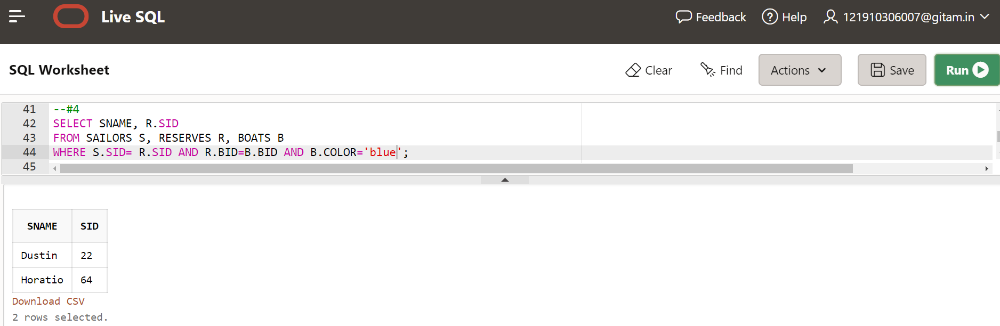 Live SQL
Feedback
Help
121910306007@gitam.in
SQL Worksheet
Clear
Find
Actions
Save
Run
41 --#4
42 SELECT SNAME, R.SID
43 FROM SAILORS S, RESERVES R, BOATS B
44 WHERE S.SID= R.SID AND R.BID=B.BID AND B.COLOR='blue';
45
SNAME SID
Dustin 22
Horatio 64
Download CSV
2 rows selected.